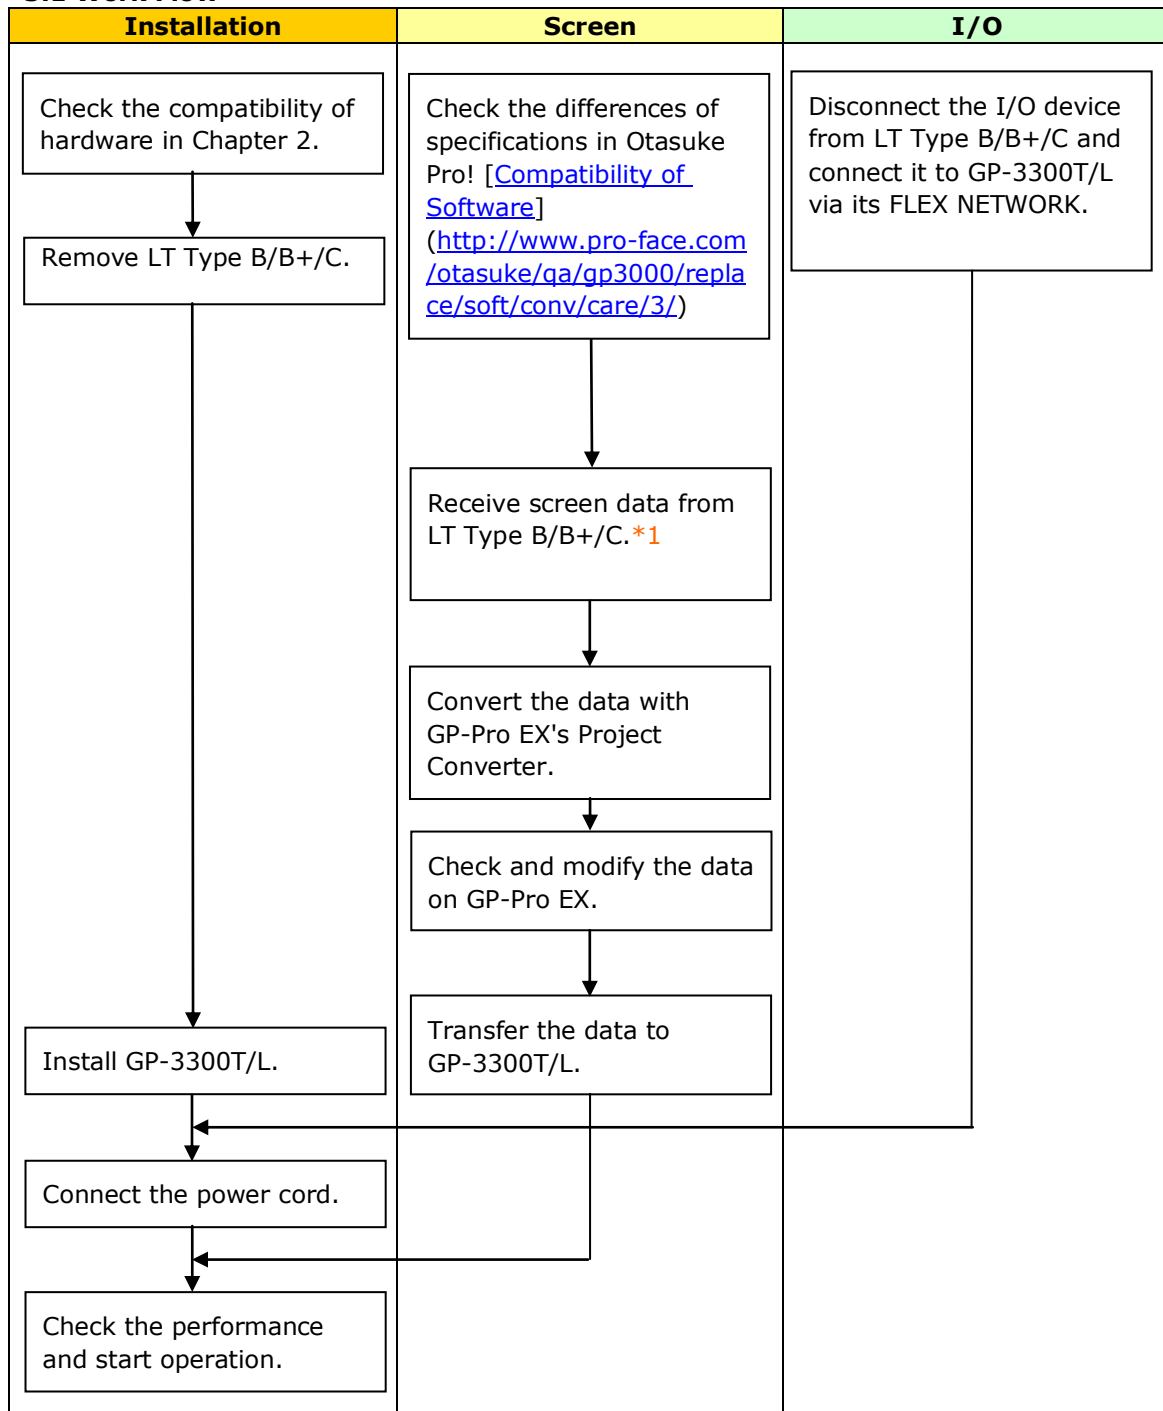 Installation
Screen
I/O
Check the compatibility of
hardware in Chapter 2.
Remove LT Type B/B+/C.
Install GP-3300T/L.
Connect the power cord.
Check the performance
and start operation.
Check the differences of
specifications in Otasuke
Pro! [Compatibility of
Software]
(http://www.pro-face.com
/otasuke/qa/gp3000/repla
ce/soft/conv/care/3/)
Receive screen data from
LT Type B/B+/C.*1
Convert the data with
GP-Pro EX's Project
Converter.
Check and modify the data
on GP-Pro EX.
Transfer the data to
GP-3300T/L.
Disconnect the I/O device
from LT Type B/B+/C and
connect it to GP-3300T/L
via its FLEX NETWORK.